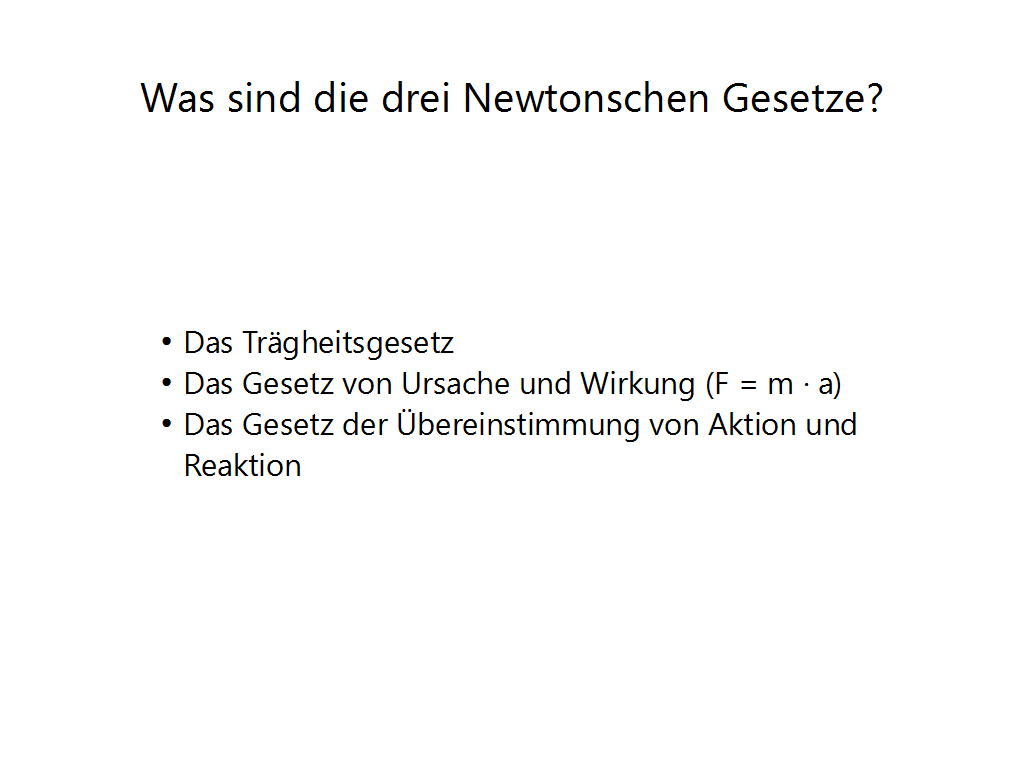 Was sind die drei Newtonschen Gesetze?
• Das Trägheitsgesetz
• Das Gesetz von Ursache und Wirkung (F = m · a)
• Das Gesetz der Übereinstimmung von Aktion und
Reaktion